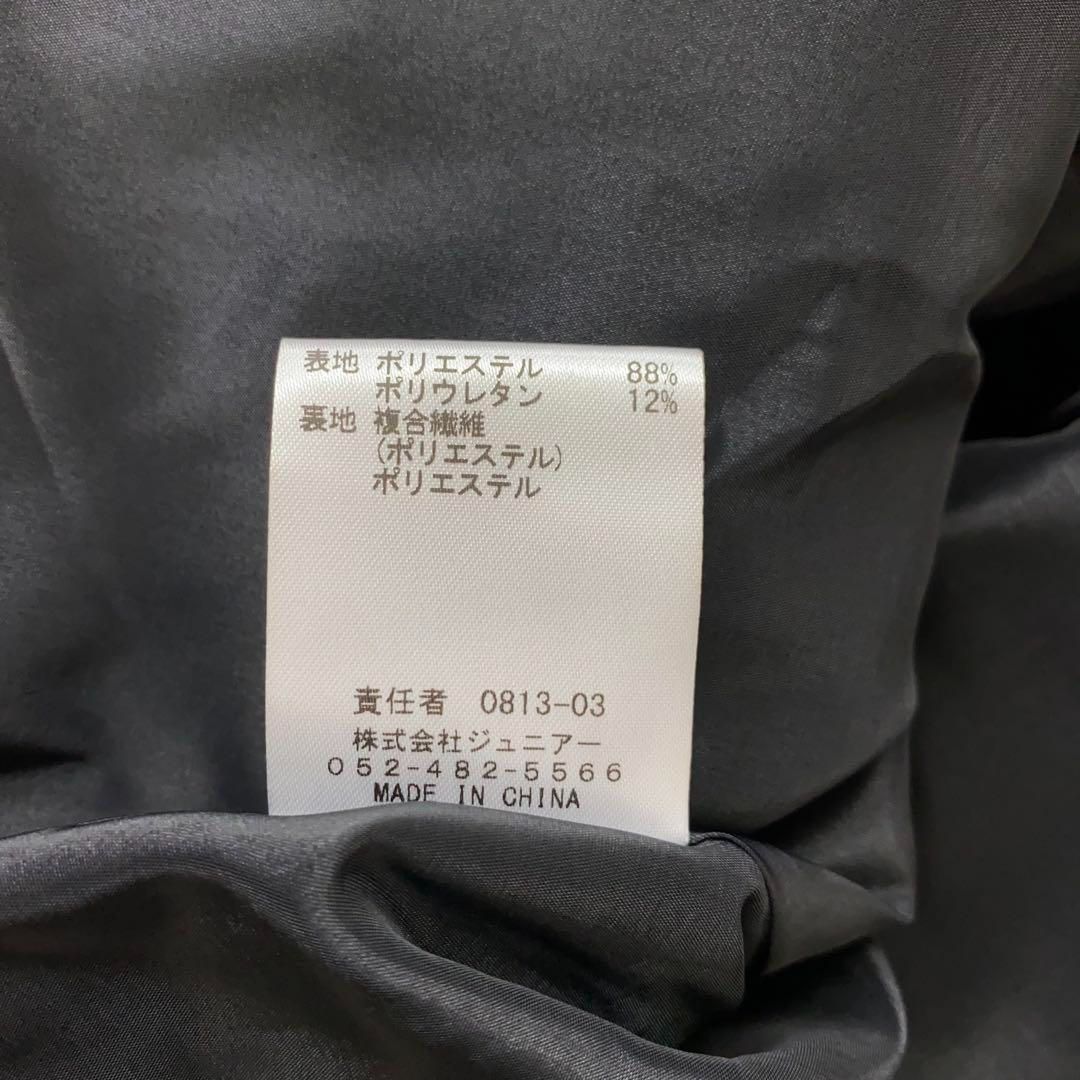 表地 ポリエステル 88%
ポリウレタン 12%
裏地 複合繊維
(ポリエステル)
ポリエステル
責任者 0813-03
株式会社ジュニアー
052-482-5566
MADE IN CHINA